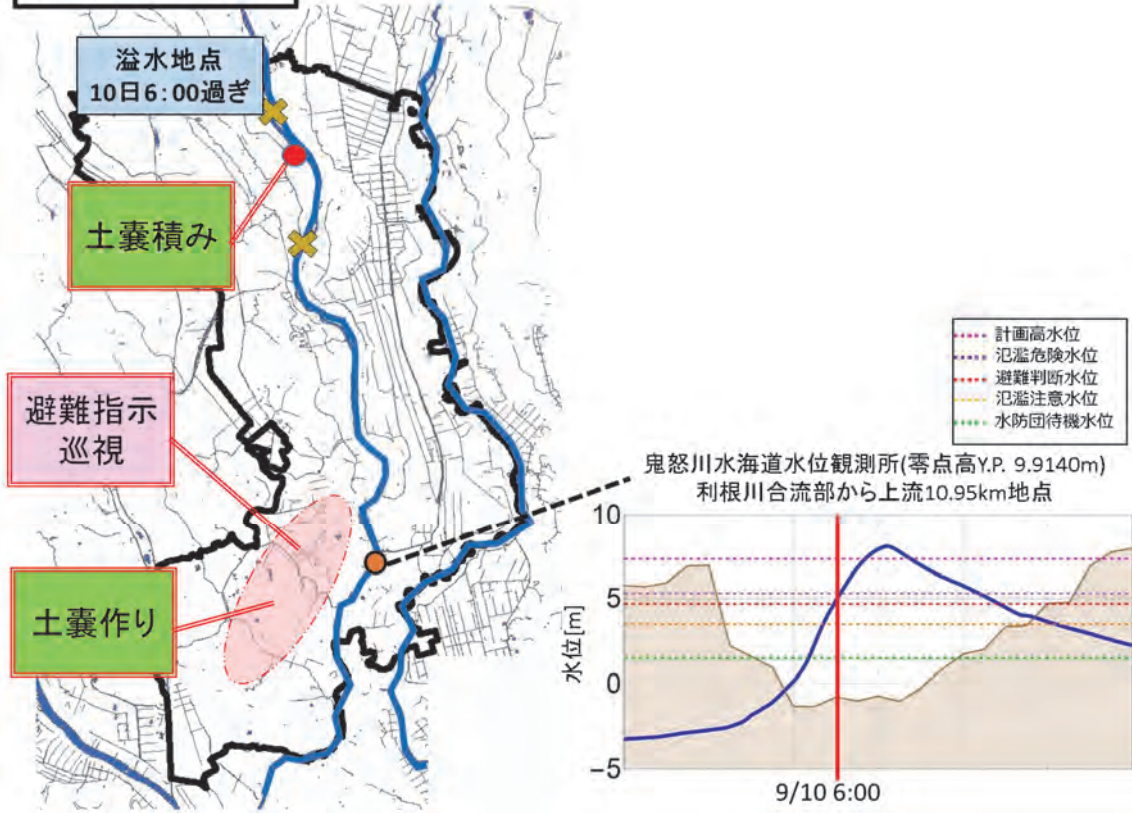 溢水地点
10日6:00過ぎ
土嚢積み
避難指示
巡視
土嚢作り
計画高水位
氾濫危険水位
避難判断水位
氾濫注意水位
水防団待機水位
鬼怒川水海道水位観測所(零点高Y.P. 9.9140m)
利根川合流部から上流10.95km地点
10
5
0
-5
水位[m]
9/10 6:00